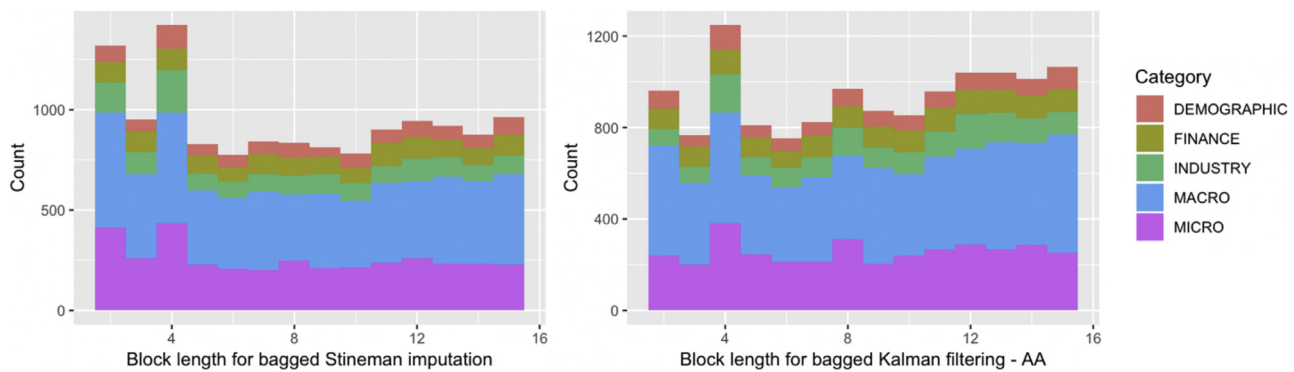 Count
1000
500
0
4
8
12
16
Block length for bagged Stineman imputation
Count
1200
800
400
0
4
8
12
16
Block length for bagged Kalman filtering - AA
Category
DEMOGRAPHIC
FINANCE
INDUSTRY
MACRO
MICRO